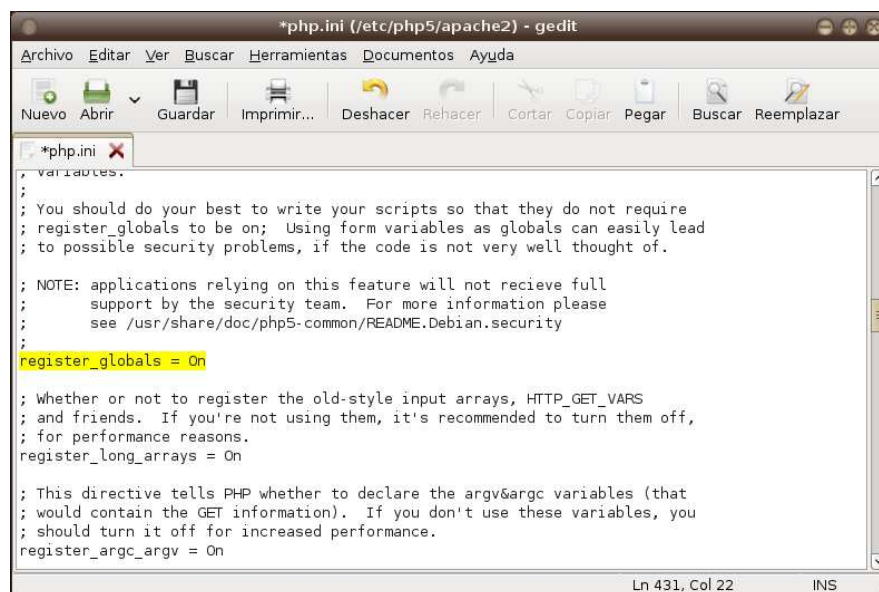 *php.ini (/etc/php5/apache2) - gedit
Archivo Editar Ver Buscar Herramientas Documentos Ayuda
Nuevo Abrir Guardar Imprimir... Deshacer Rehacer Cortar Copiar Pegar Buscar Reemplazar
*php.ini
; variables.
;
; You should do your best to write your scripts so that they do not require
; register_globals to be on;  Using form variables as globals can easily lead
; to possible security problems, if the code is not very well thought of.
; NOTE: applications relying on this feature will not recieve full
;       support by the security team.  For more information please
;       see /usr/share/doc/php5-common/README.Debian.security
;
register_globals = On
; Whether or not to register the old-style input arrays, HTTP_GET_VARS
; and friends.  If you're not using them, it's recommended to turn them off,
; for performance reasons.
register_long_arrays = On
; This directive tells PHP whether to declare the argv&argc variables (that
; would contain the GET information).  If you don't use these variables, you
; should turn it off for increased performance.
register_argc_argv = On
Ln 431, Col 22 INS